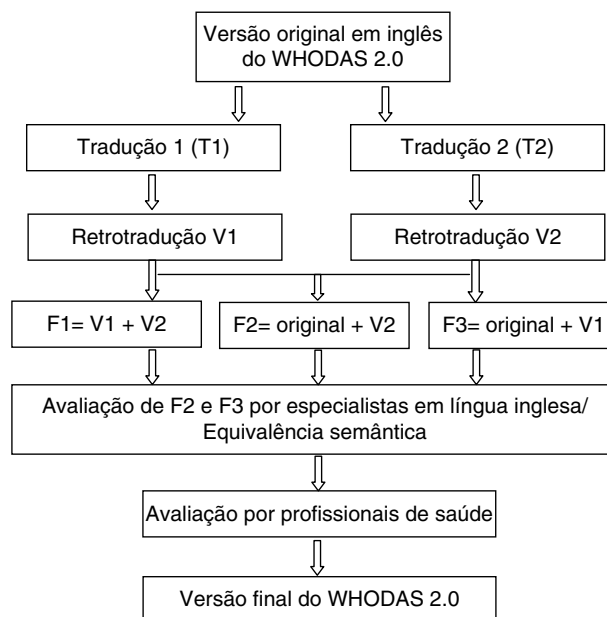 Versão original em inglês
do WHODAS 2.0
Tradução 1 (T1)
Tradução 2 (T2)
Retrotradução V1
Retrotradução V2
F1= V1 + V2
F2= original + V2
F3= original + V1
Avaliação de F2 e F3 por especialistas em língua inglesa/
Equivalência semântica
Avaliação por profissionais de saúde
Versão final do WHODAS 2.0